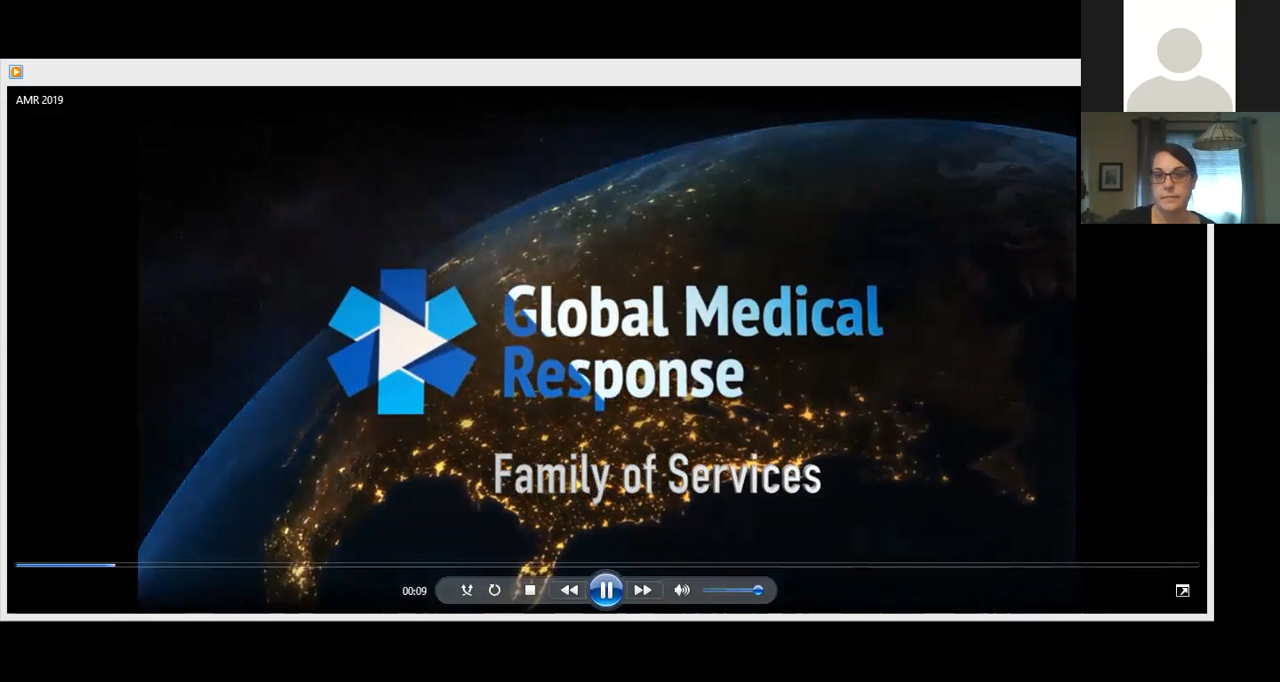 AMR 2019
Global Medical
Response
Family of Services
00:09